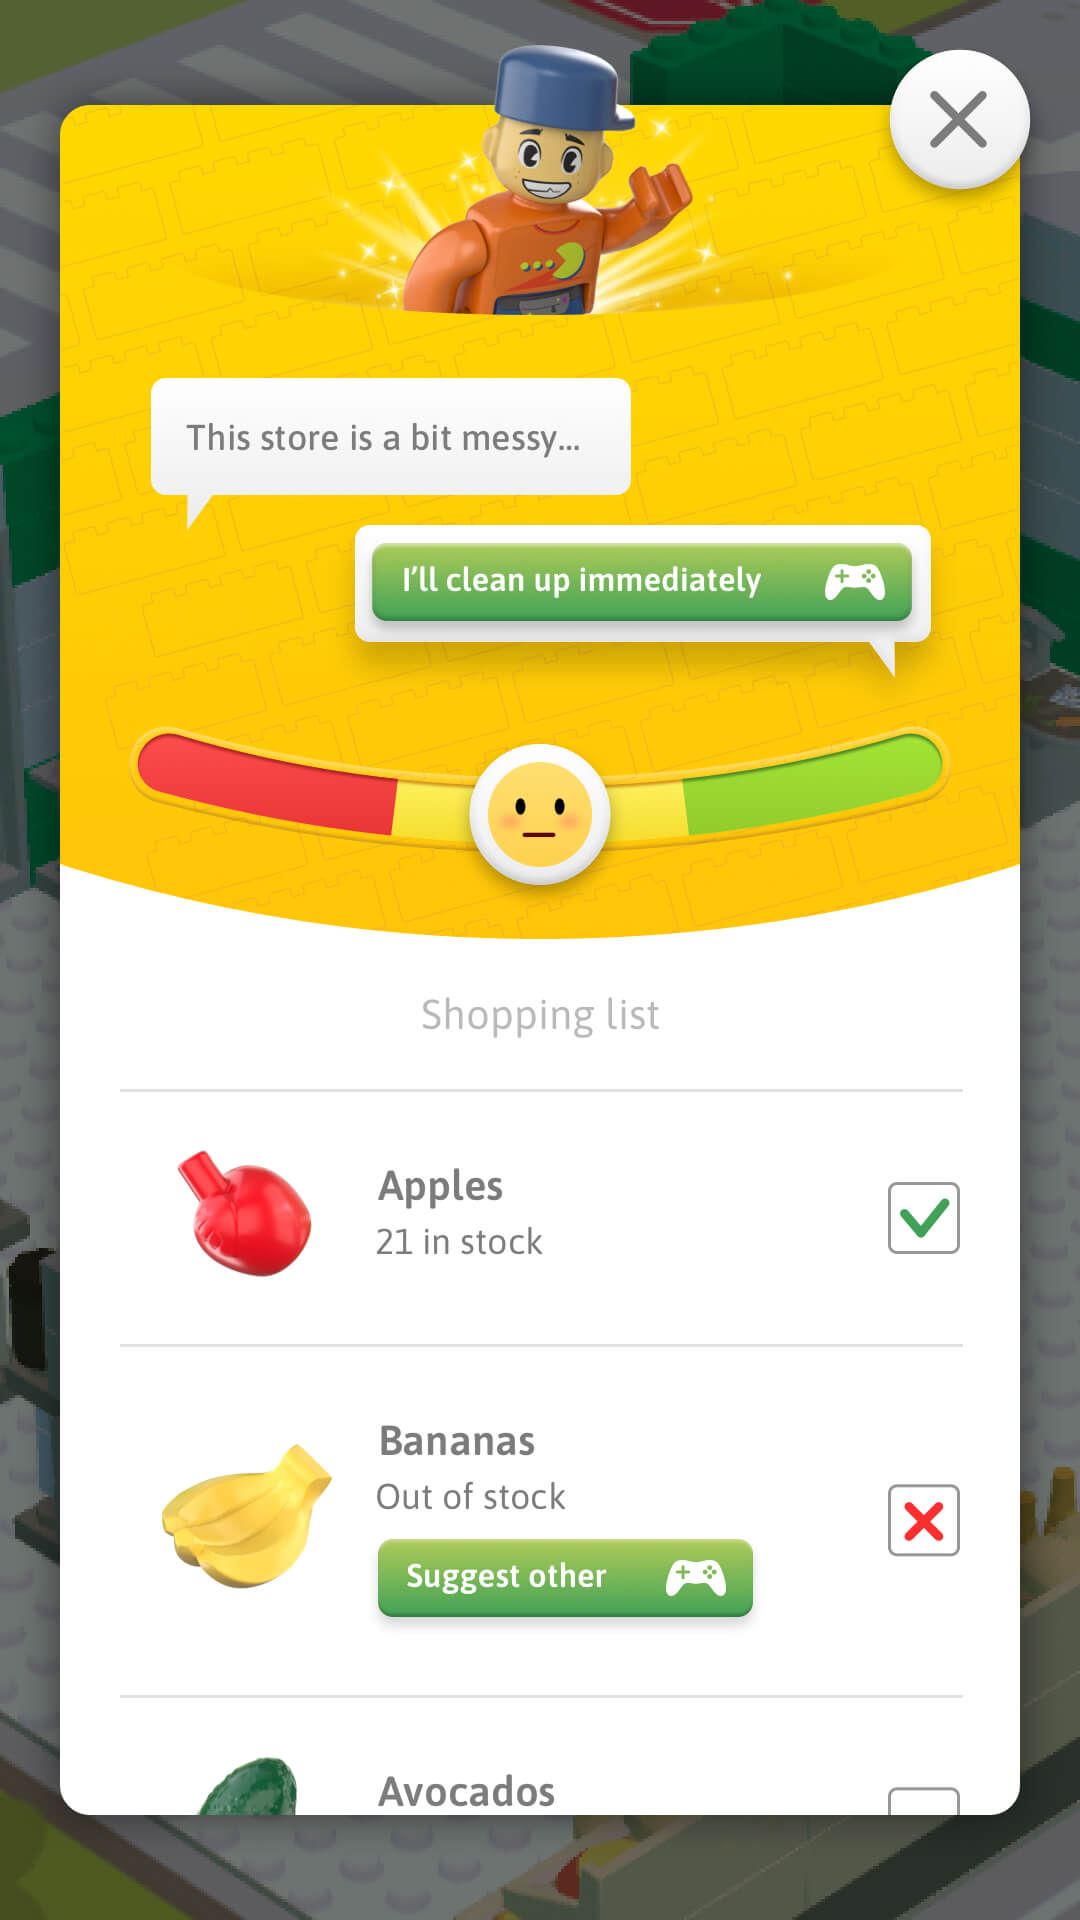 This store is a bit messy...
I'll clean up immediately
Shopping list
Apples
21 in stock
Bananas
Out of stock
Suggest other
Avocados